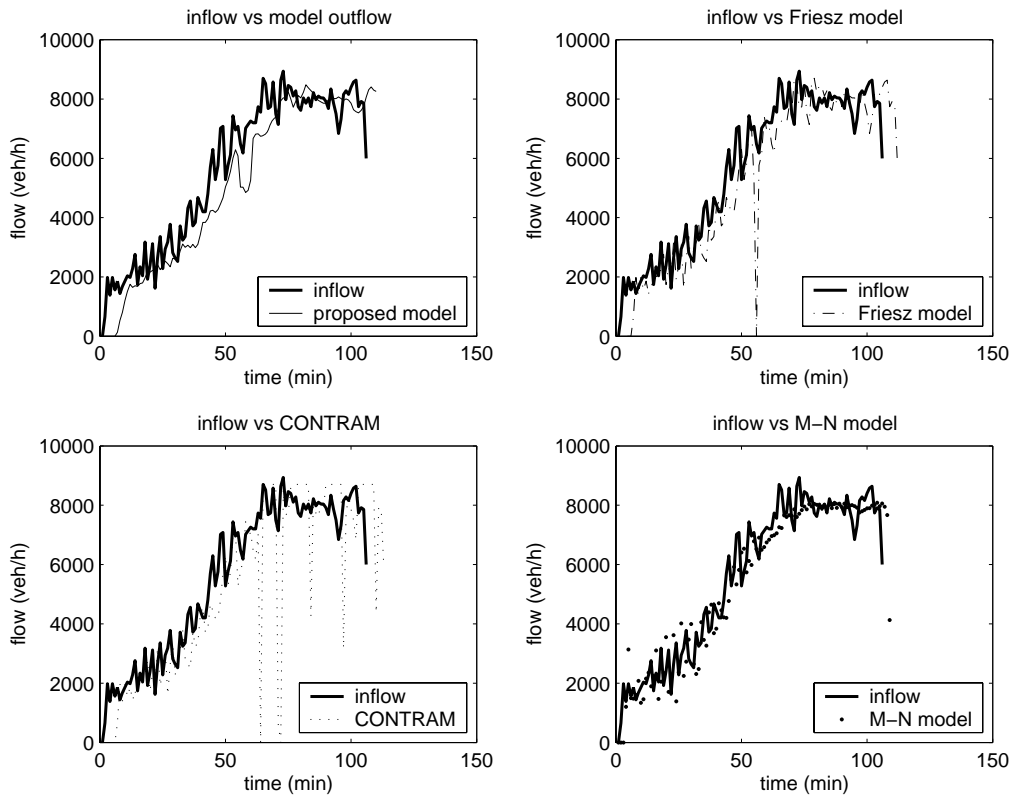 inflow vs model outflow
10000
8000
6000
4000
2000
0
flow (veh/h)
0 50 100 150
time (min)
inflow
proposed model
inflow vs Friesz model
10000
8000
6000
4000
2000
0
flow (veh/h)
0 50 100 150
time (min)
inflow
Friesz model
inflow vs CONTRAM
10000
8000
6000
4000
2000
0
flow (veh/h)
0 50 100 150
time (min)
inflow
CONTRAM
inflow vs M−N model
10000
8000
6000
4000
2000
0
flow (veh/h)
0 50 100 150
time (min)
inflow
M−N model